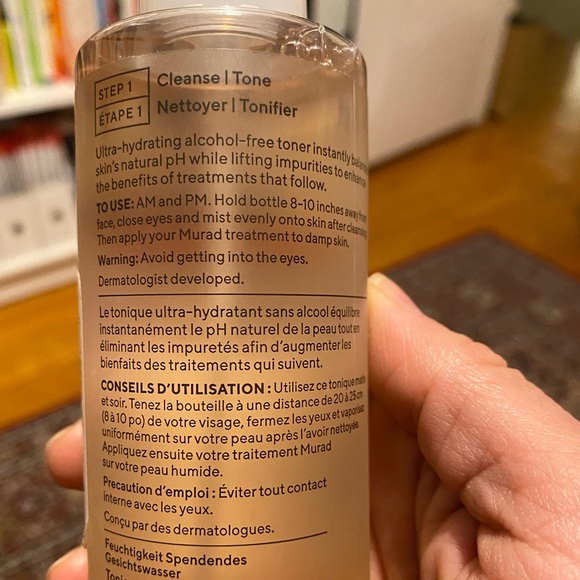 STEP 1
Cleanse | Tone
ÉTAPE 1
Nettoyer | Tonifier
Ultra-hydrating alcohol-free toner instantly
skin's natural pH while lifting impurities to enhance
the benefits of treatments that follow.
TO USE: AM and PM. Hold bottle 8-10 inches away from
face, close eyes and mist evenly onto skin after cleansing.
Then apply your Murad treatment to damp skin.
Warning: Avoid getting into the eyes.
Dermatologist developed.
Le tonique ultra-hydratant sans alcool équilibre
instantanément le pH naturel de la peau tout en
éliminant les impuretés afin d'augmenter les
bienfaits des traitements qui suivent.
CONSEILS D'UTILISATION : Utilisez ce tonique matin
et soir. Tenez la bouteille à une distance de 20 à 25 cm
(8 à 10 po) de votre visage, fermez les yeux et vaporisez
uniformément sur votre peau après l'avoir nettoyée.
Appliquez ensuite votre traitement Murad
sur votre peau humide.
Precaution d'emploi : Éviter tout contact
interne avec les yeux.
Conçu par des dermatologues.
Feuchtigkeit Spendendes
Gesichtswasser